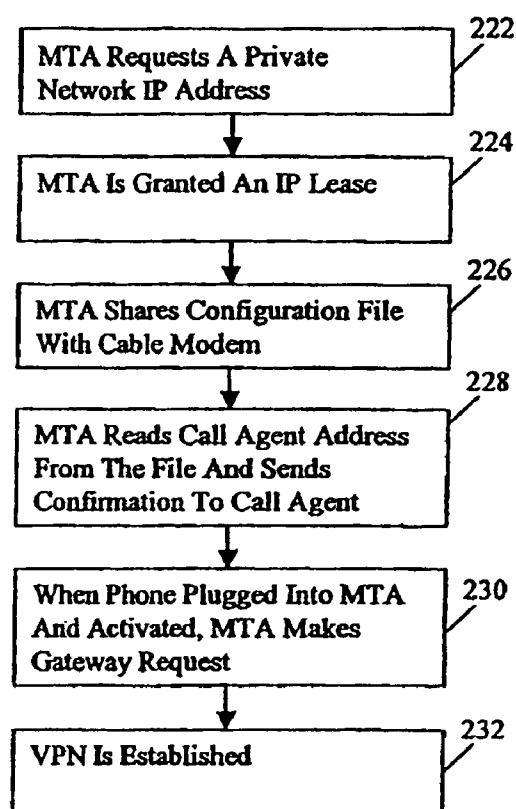 222
MTA Requests A Private
Network IP Address
224
MTA Is Granted An IP Lease
226
MTA Shares Configuration File
With Cable Modem
228
MTA Reads Call Agent Address
From The File And Sends
Confirmation To Call Agent
230
When Phone Plugged Into MTA
And Activated, MTA Makes
Gateway Request
232
VPN Is Established